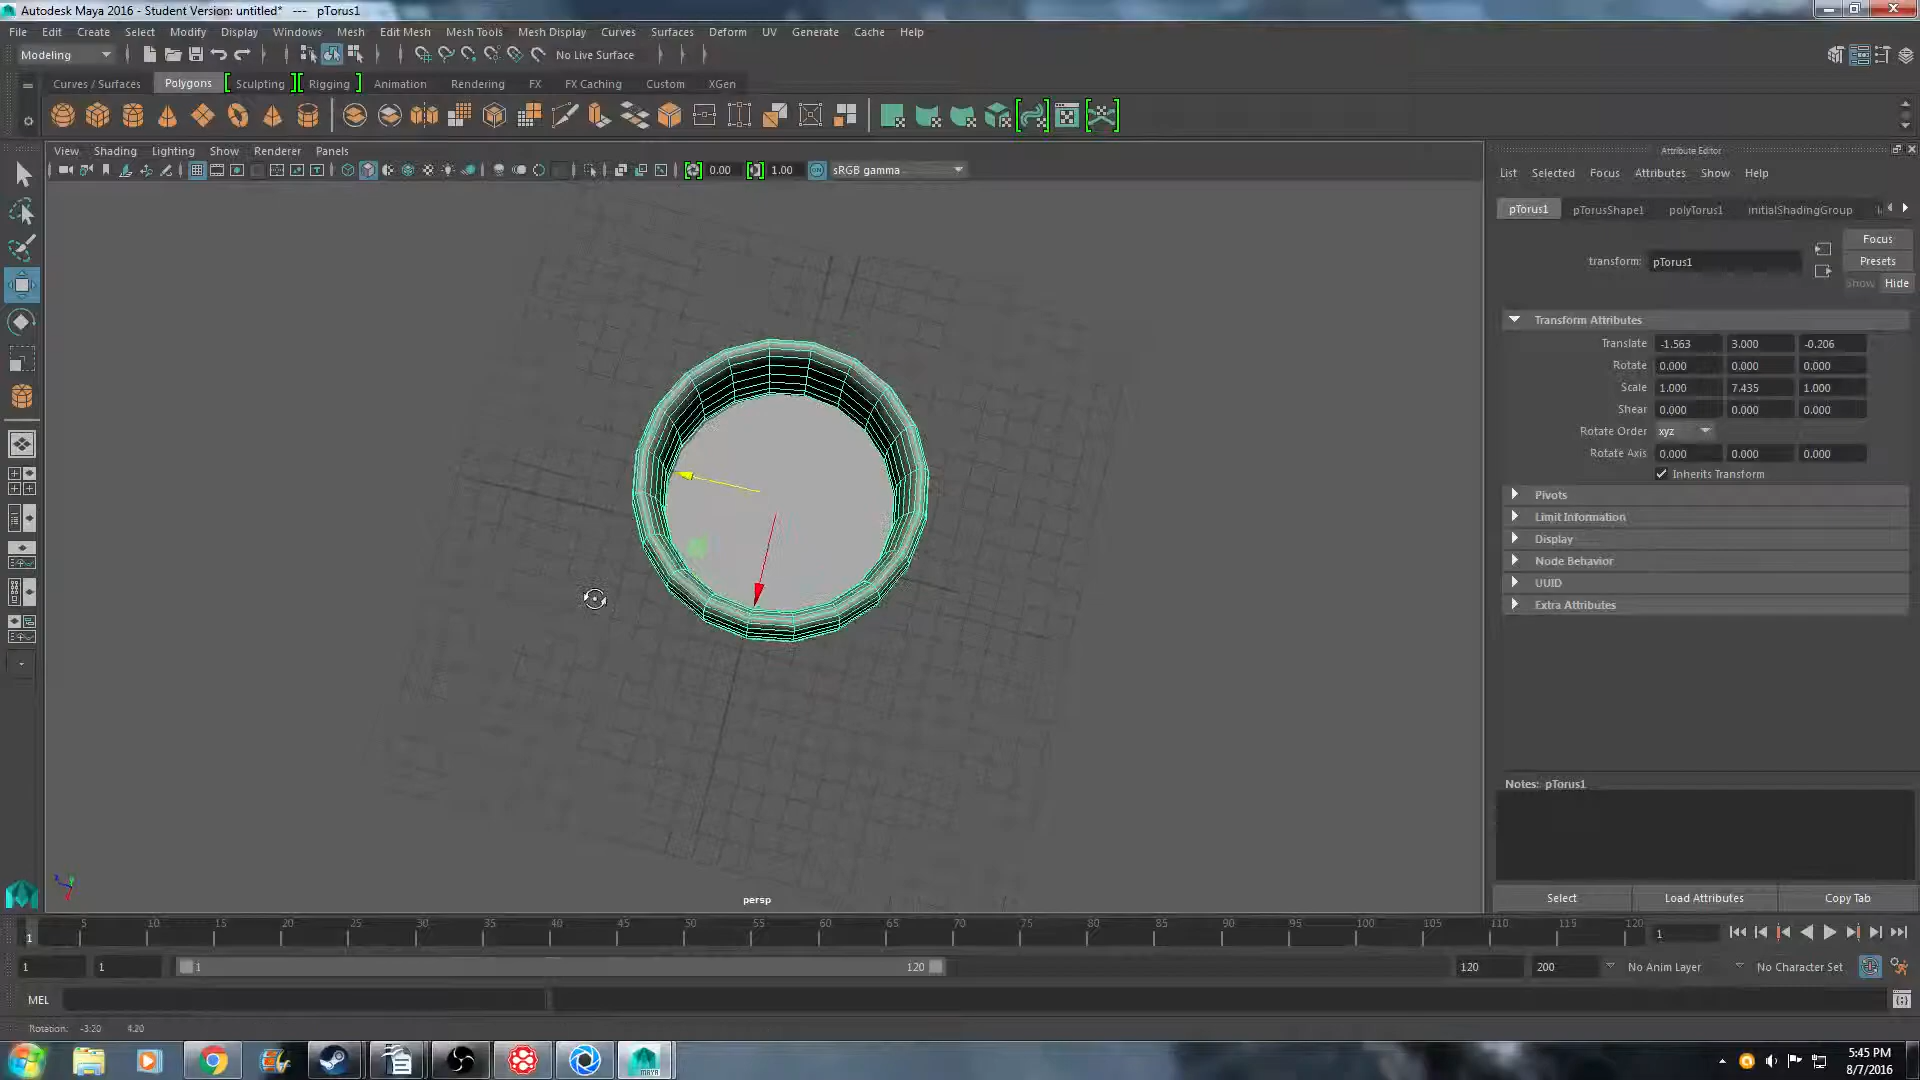 Autodesk Maya 2016 - Student Version: untitled* --- pTorus1
File Edit Create Select Modify Display Windows Mesh Edit Mesh Mesh Tools Mesh Display Curves Surfaces Deform UV Generate Cache Help
Modeling No Live Surface
Curves / Surfaces Polygons Sculpting Rigging Animation Rendering FX FX Caching Custom XGen
View Shading Lighting Show Renderer Panels
0.00 1.00 sRGB gamma
persp
Attribute Editor
List Selected Focus Attributes Show Help
pTorus1 pTorusShape1 polyTorus1 initialShadingGroup
Focus
transform: pTorus1 Presets
Show Hide
Transform Attributes
Translate -1.563 3.000 -0.206
Rotate 0.000 0.000 0.000
Scale 1.000 7.435 1.000
Shear 0.000 0.000 0.000
Rotate Order xyz
Rotate Axis 0.000 0.000 0.000
Inherits Transform
Pivots
Limit Information
Display
Node Behavior
UUID
Extra Attributes
Notes: pTorus1
Select Load Attributes Copy Tab
5 10 15 20 25 30 35 40 45 50 55 60 65 70 75 80 85 90 95 100 105 110 115 120
1 1
1 1 1 120 120 200 No Anim Layer No Character Set
MEL
Rotation: -3.20 4.20
MAYA
5:45 PM
8/7/2016